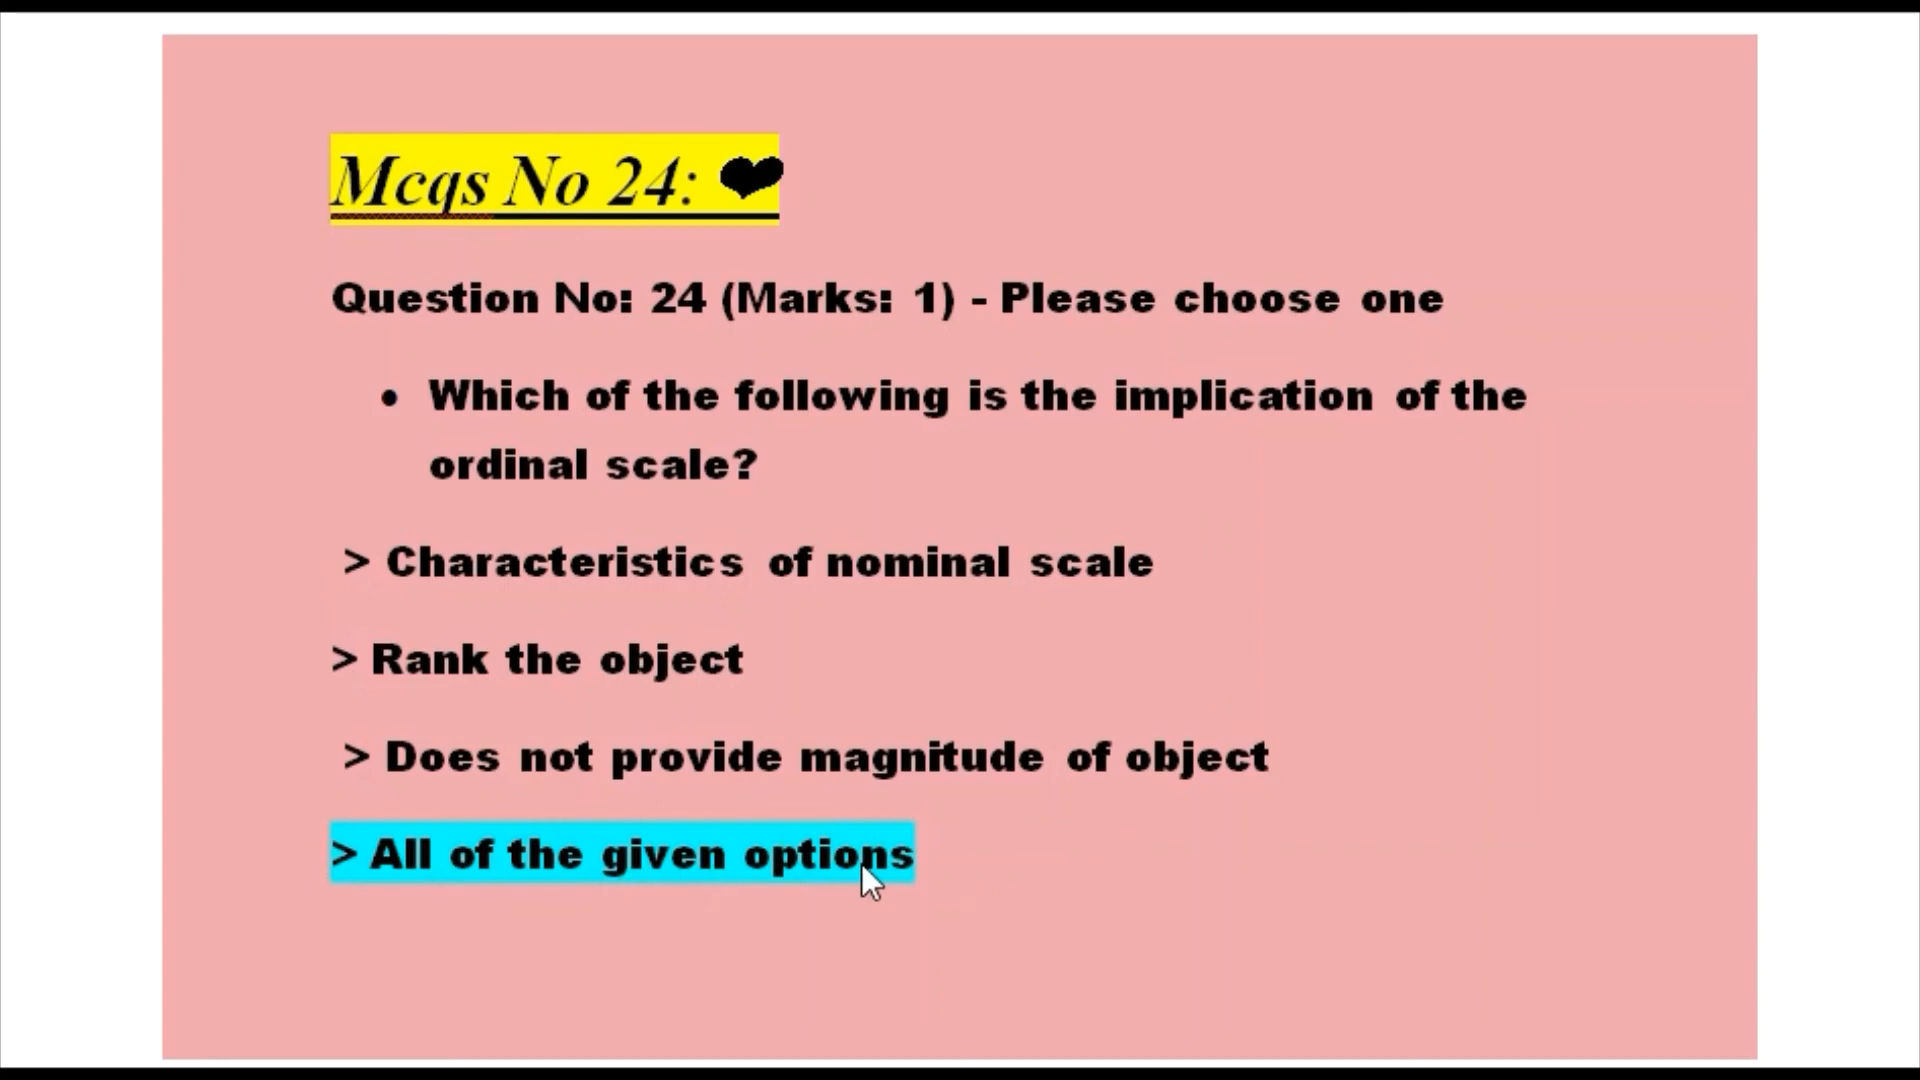 Mcqs No 24: ❤
Question No: 24 (Marks: 1) - Please choose one
• Which of the following is the implication of the
ordinal scale?
> Characteristics of nominal scale
> Rank the object
> Does not provide magnitude of object
> All of the given options